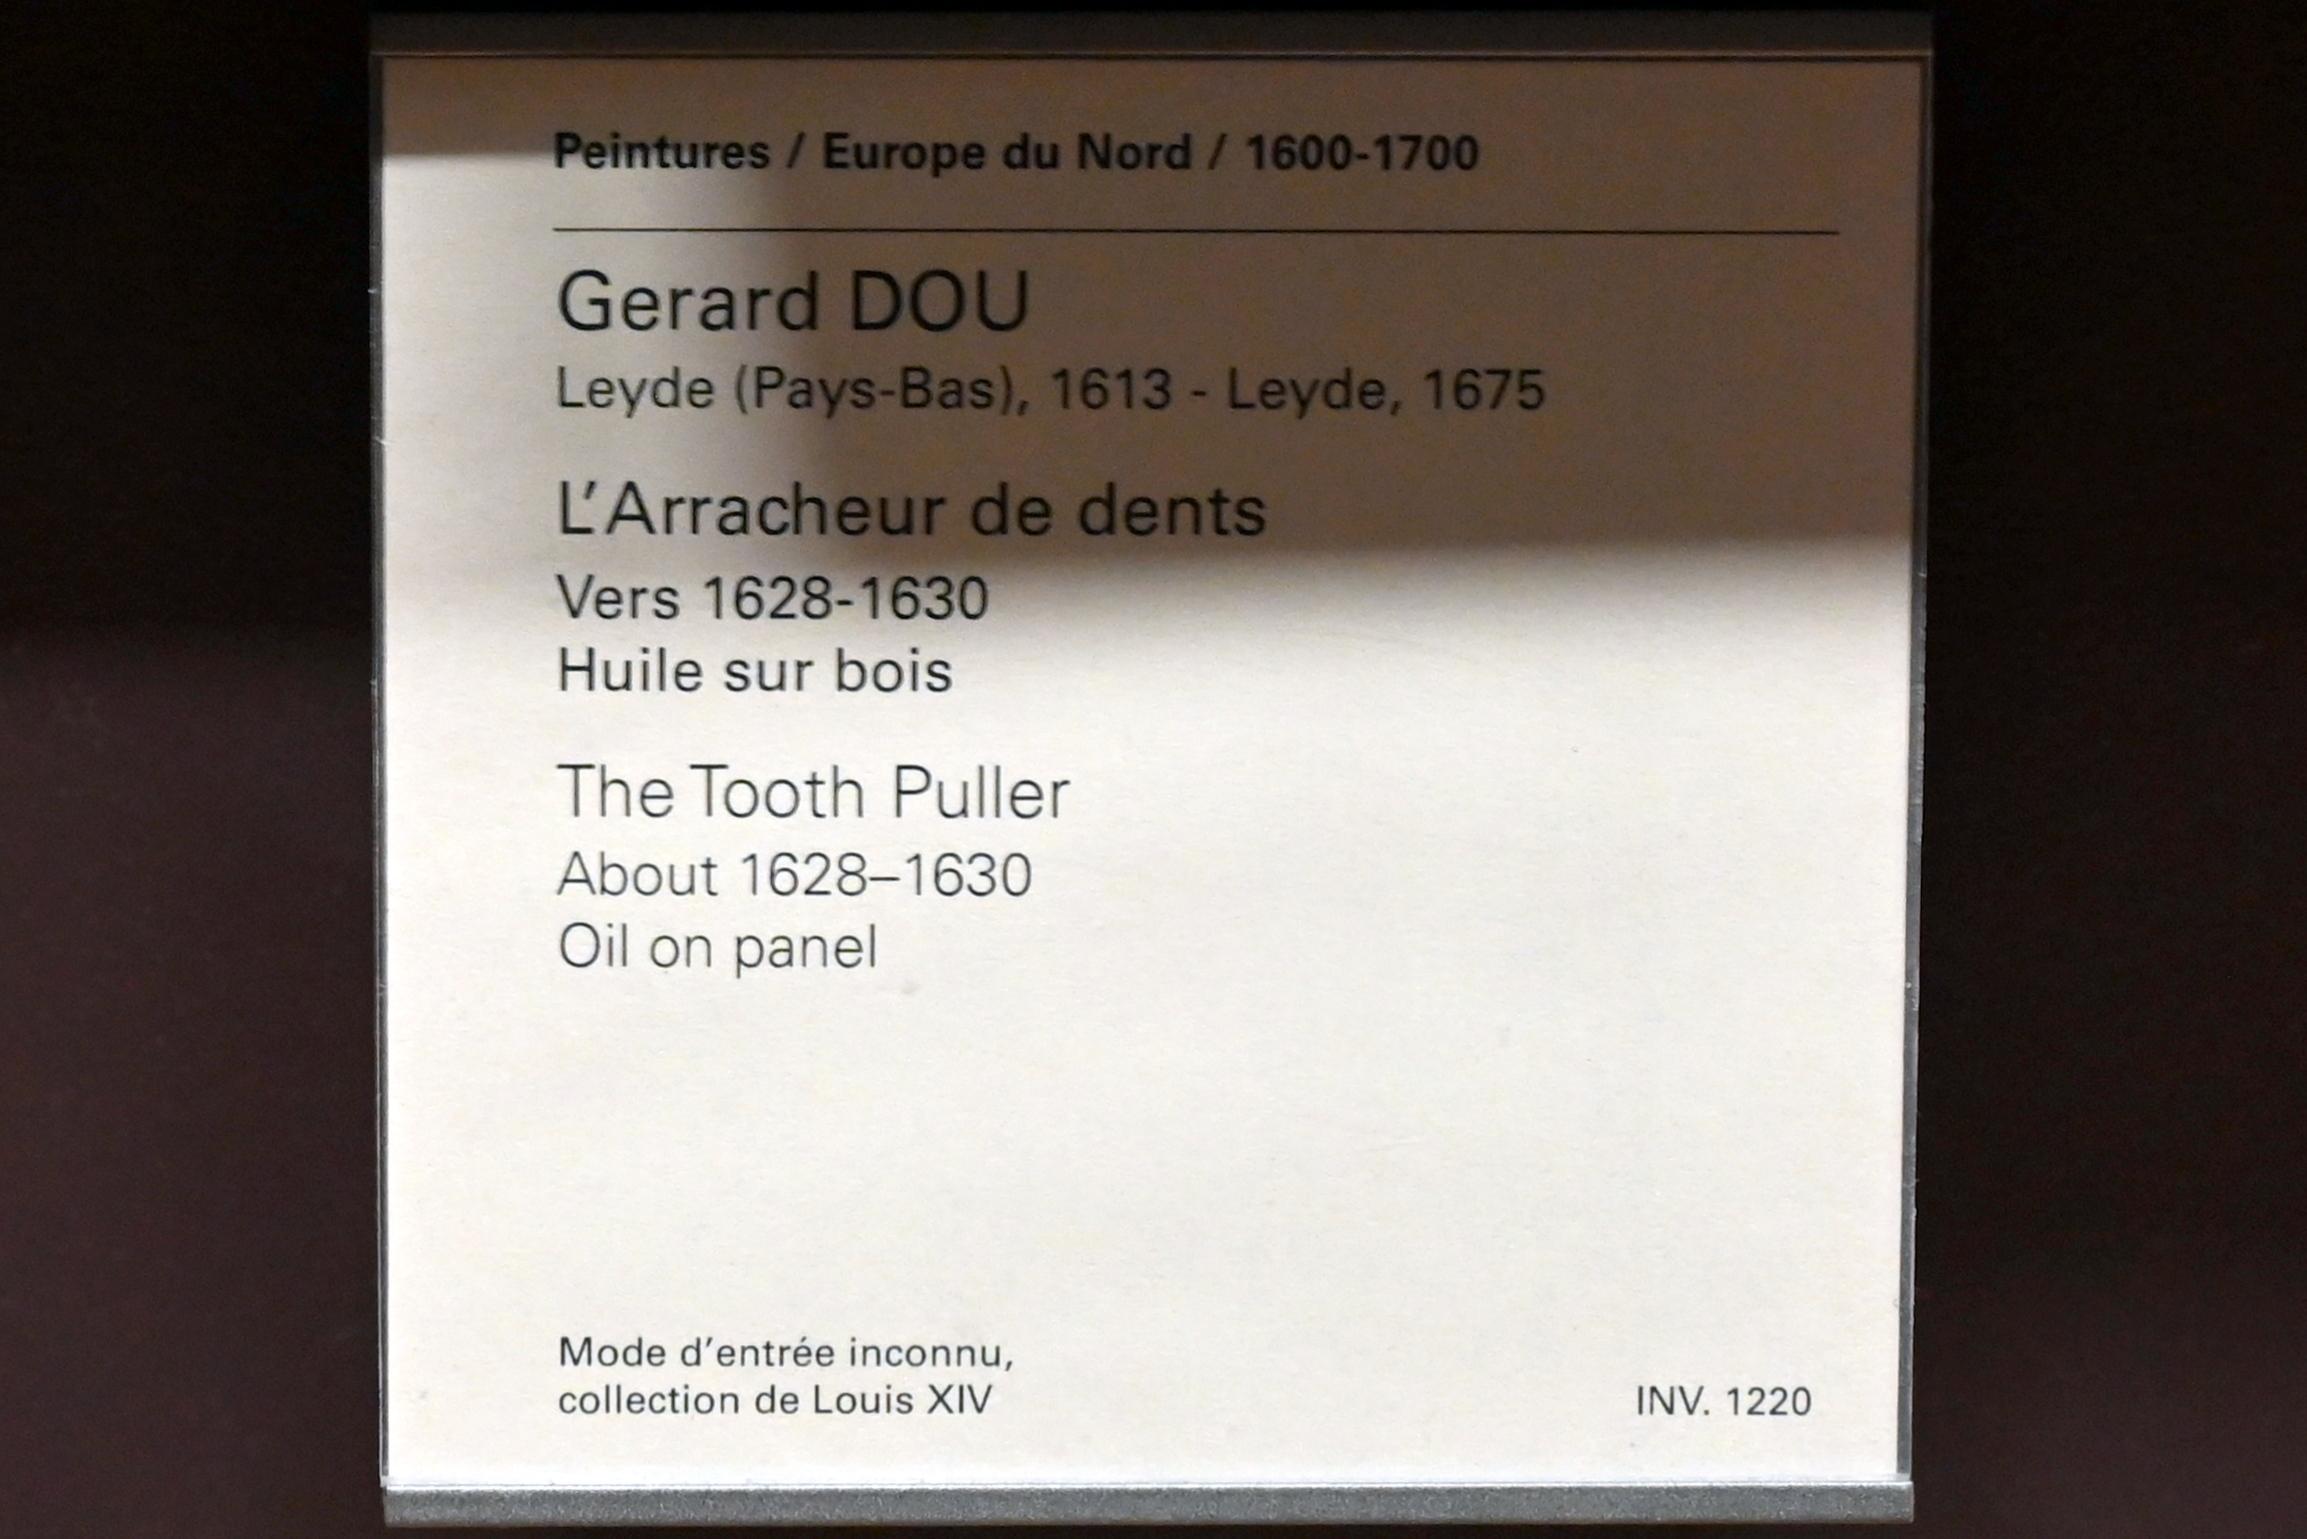 Peintures / Europe du Nord / 1600-1700
Gerard DOU
Leyde (Pays-Bas), 1613 - Leyde, 1675
L'Arracheur de dents
Vers 1628-1630
Huile sur bois
The Tooth Puller
About 1628–1630
Oil on panel
Mode d'entrée inconnu,
collection de Louis XIV
INV. 1220